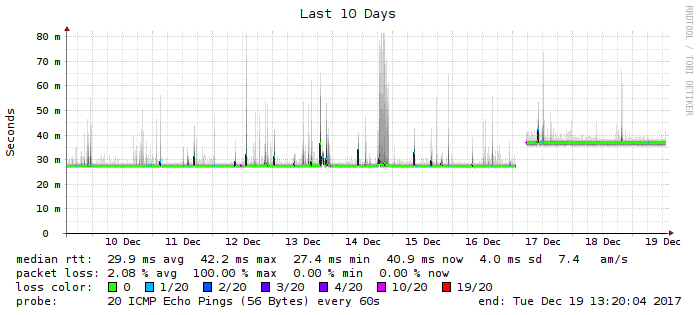 Last 10 Days
RRDTOOL / TOBI OETIKER
Seconds
80 m
70 m
60 m
50 m
40 m
30 m
20 m
10 m
0
10 Dec 11 Dec 12 Dec 13 Dec 14 Dec 15 Dec 16 Dec 17 Dec 18 Dec 19 Dec
median rtt: 29.9 ms avg 42.2 ms max 27.4 ms min 40.9 ms now 4.0 ms sd 7.4 am/s
packet loss: 2.08 % avg 100.00 % max 0.00 % min 0.00 % now
loss color: 0 1/20 2/20 3/20 4/20 10/20 19/20
probe: 20 ICMP Echo Pings (56 Bytes) every 60s end: Tue Dec 19 13:20:04 2017